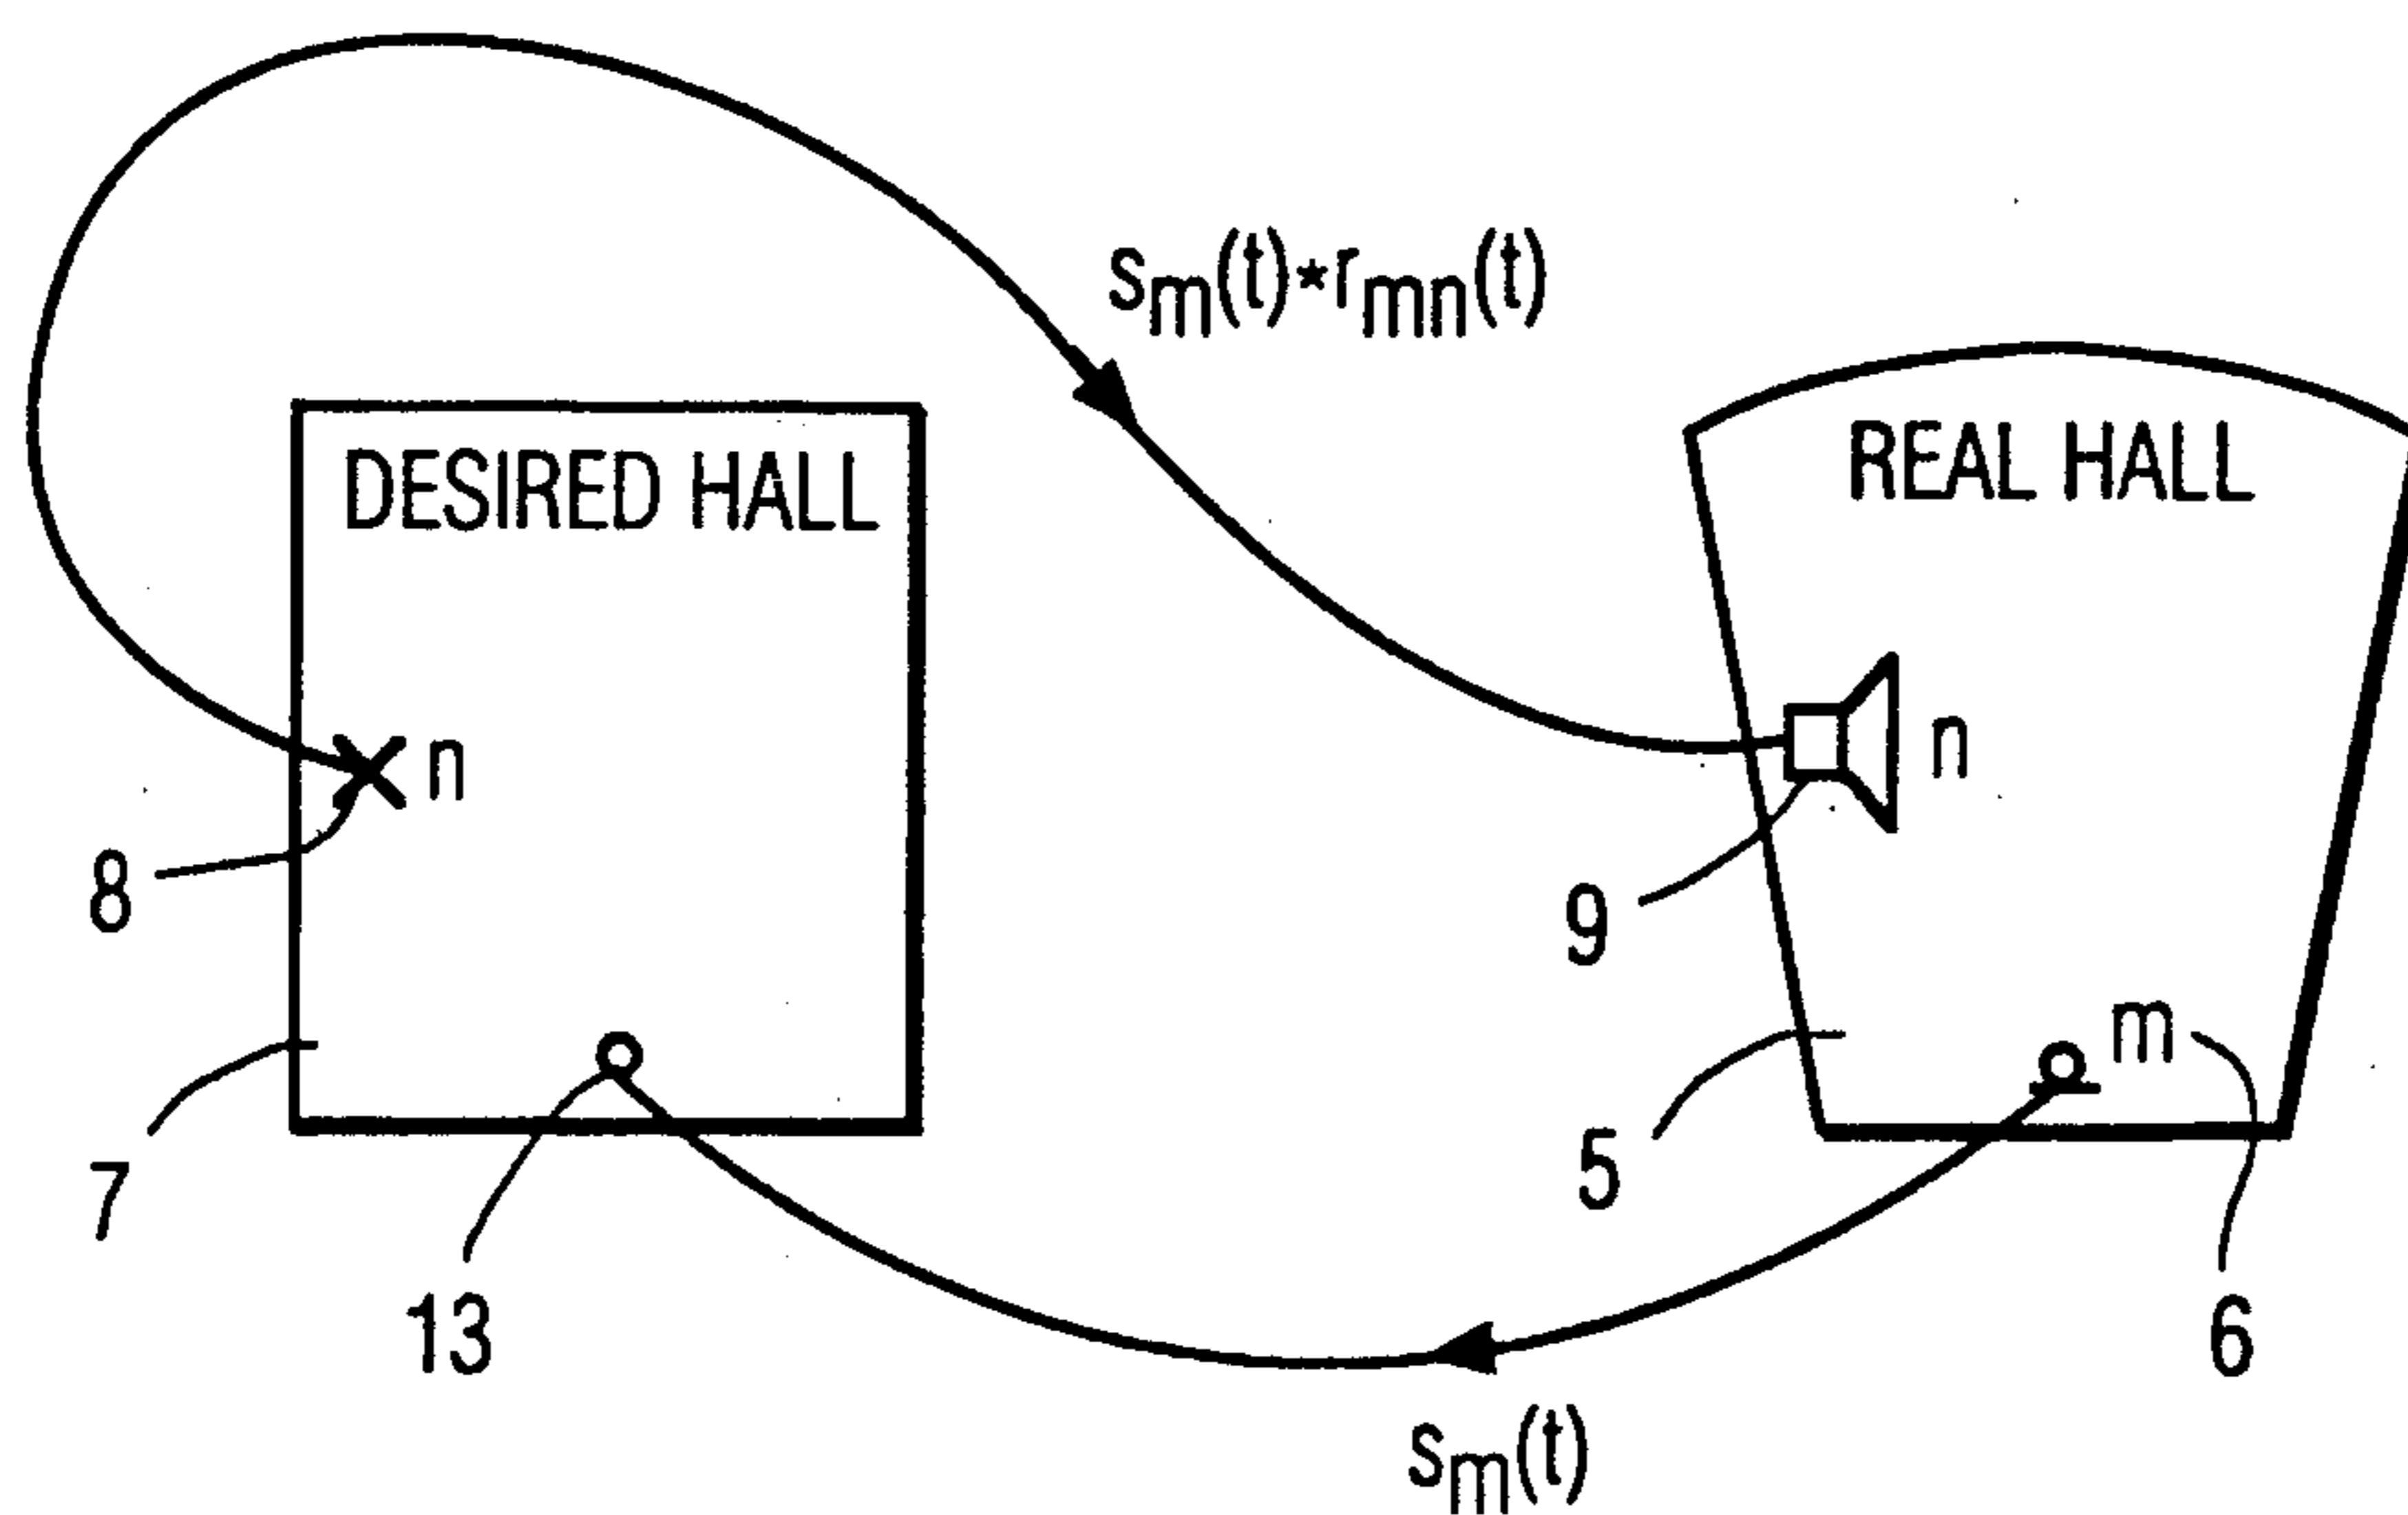 sm(t)*rmn(t)
DESIRED HALL
REAL HALL
n
n
8
9
m
7
5
13
6
sm(t)